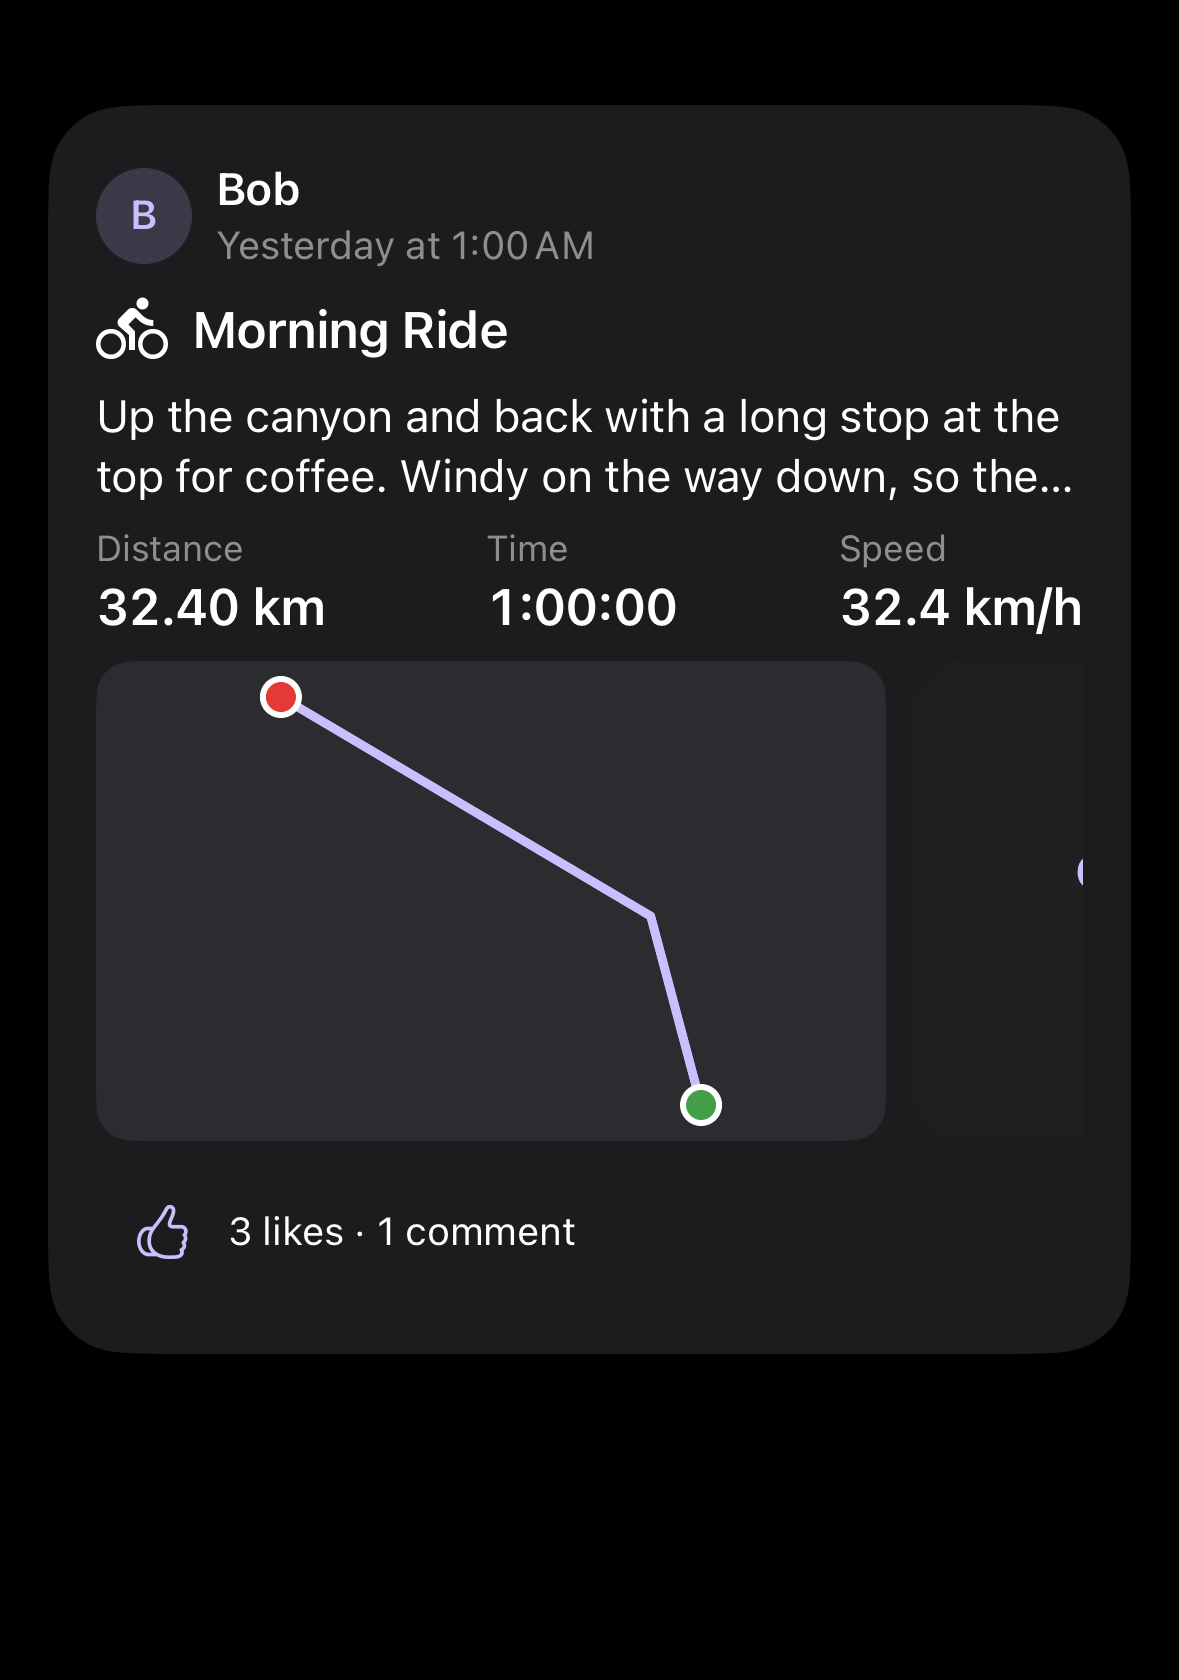 B
Bob
Yesterday at 1:00 AM
Morning Ride
Up the canyon and back with a long stop at the
top for coffee. Windy on the way down, so the...
Distance
Time
Speed
32.40 km
1:00:00
32.4 km/h
3 likes · 1 comment